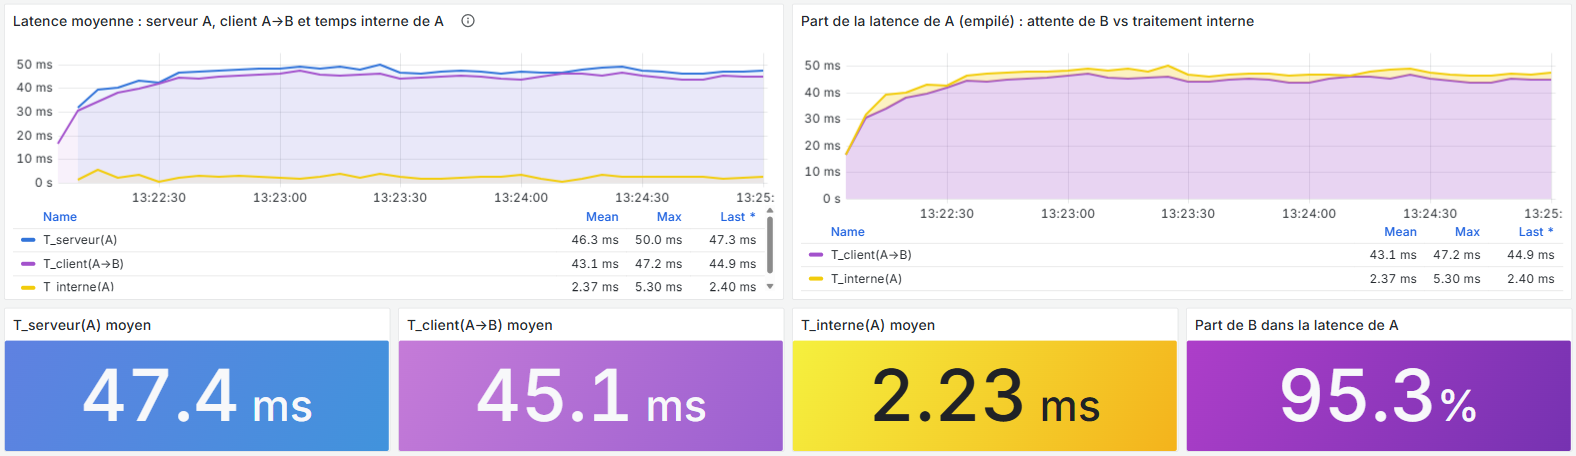 Latence moyenne : serveur A, client A→B et temps interne de A
50 ms
40 ms
30 ms
20 ms
10 ms
0 s
13:22:30 13:23:00 13:23:30 13:24:00 13:24:30 13:25:
Name Mean Max Last *
T_serveur(A) 46.3 ms 50.0 ms 47.3 ms
T_client(A→B) 43.1 ms 47.2 ms 44.9 ms
T_interne(A) 2.37 ms 5.30 ms 2.40 ms
Part de la latence de A (empilé) : attente de B vs traitement interne
50 ms
40 ms
30 ms
20 ms
10 ms
0 s
13:22:30 13:23:00 13:23:30 13:24:00 13:24:30 13:25:
Name Mean Max Last *
T_client(A→B) 43.1 ms 47.2 ms 44.9 ms
T_interne(A) 2.37 ms 5.30 ms 2.40 ms
T_serveur(A) moyen
47.4 ms
T_client(A→B) moyen
45.1 ms
T_interne(A) moyen
2.23 ms
Part de B dans la latence de A
95.3%